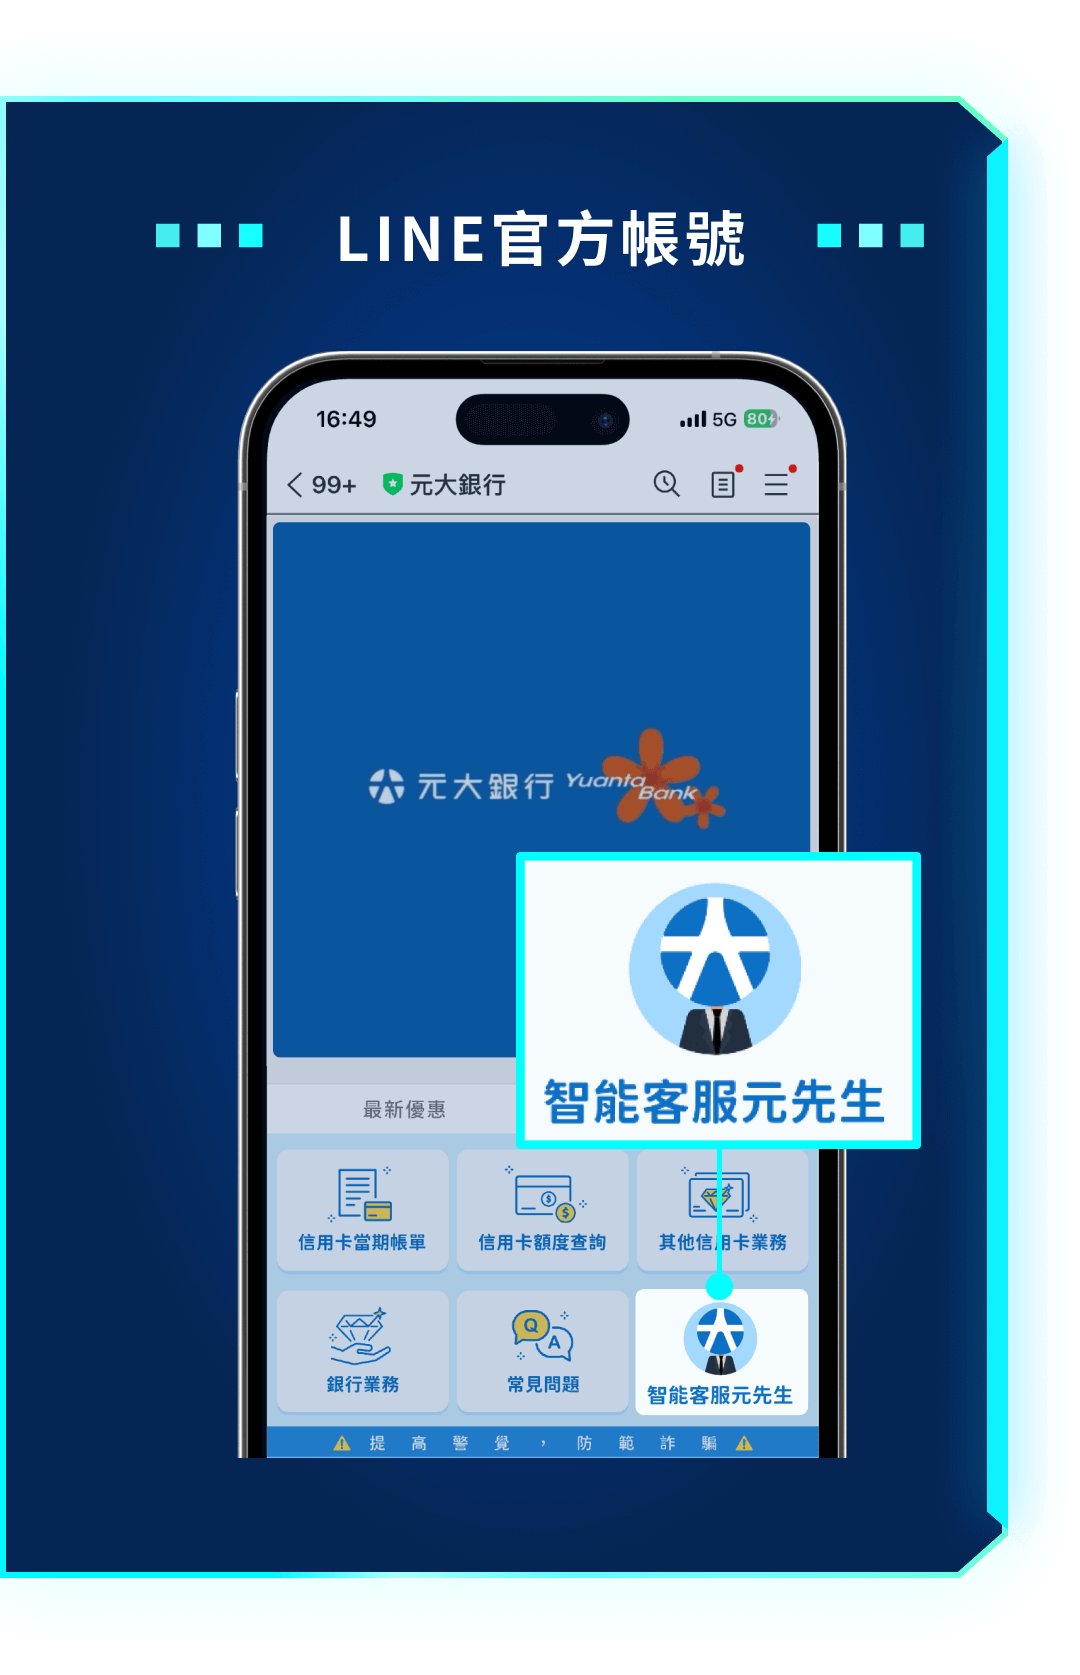 LINE官方帳號
16:49 5G 80
99+ 元大銀行
元大銀行 Yuanta Bank
智能客服元先生
最新優惠
信用卡當期帳單 信用卡額度查詢 其他信用卡業務
銀行業務 常見問題 智能客服元先生
提高警覺，防範詐騙